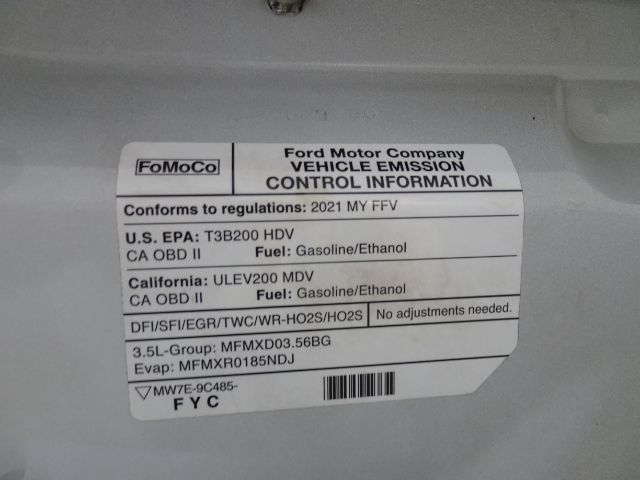 FoMoCo
Ford Motor Company
VEHICLE EMISSION
CONTROL INFORMATION
Conforms to regulations: 2021 MY FFV
U.S. EPA: T3B200 HDV
CA OBD II Fuel: Gasoline/Ethanol
California: ULEV200 MDV
CA OBD II Fuel: Gasoline/Ethanol
DFI/SFI/EGR/TWC/WR-HO2S/HO2S No adjustments needed.
3.5L-Group: MFMXD03.56BG
Evap: MFMXR0185NDJ
MW7E-9C485-
FYC